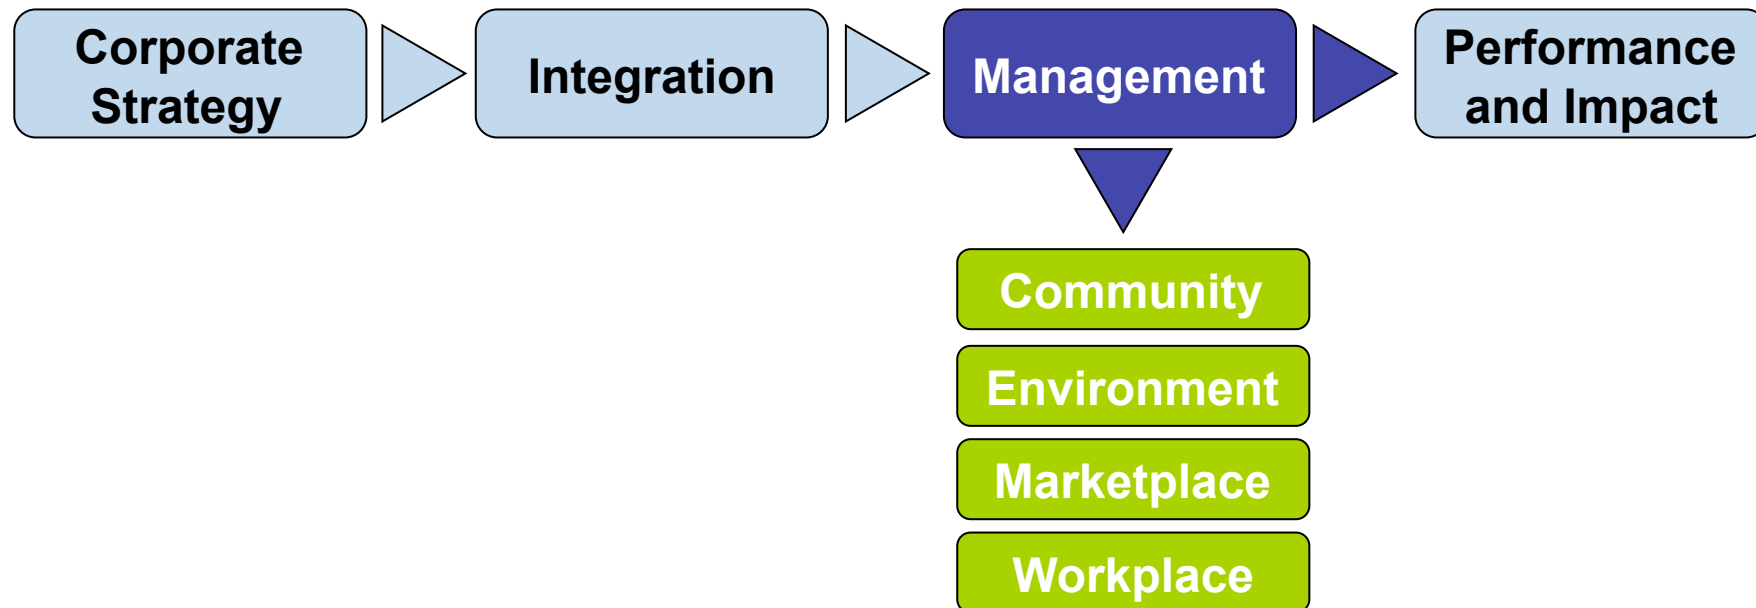 Corporate
Strategy
Integration
Management
Performance
and Impact
Community
Environment
Marketplace
Workplace